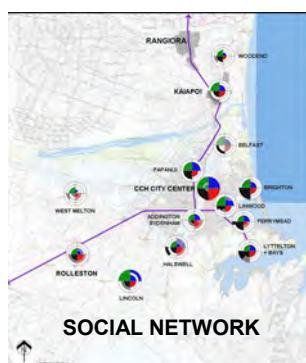 RANGIORA
WOODEND
KAIAPOI
BELFAST
PAPANUI
CCH CITY CENTER
BRIGHTON
LINWOOD
WEST MELTON
ADDINGTON
SYDENHAM
FERRYMEAD
HALSWELL
LYTTELTON
+ BAYS
ROLLESTON
LINCOLN
SOCIAL NETWORK